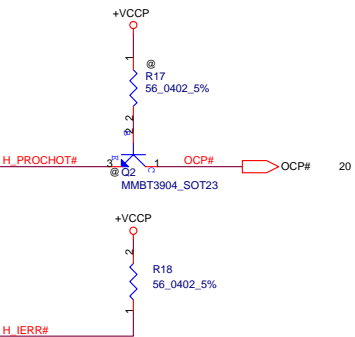 +VCCP
1
@
R17
56_0402_5%
2
2
B
H_PROCHOT#
3
E
1
C
OCP#
OCP#
20
@
Q2
MMBT3904_SOT23
+VCCP
2
R18
56_0402_5%
1
H_IERR#